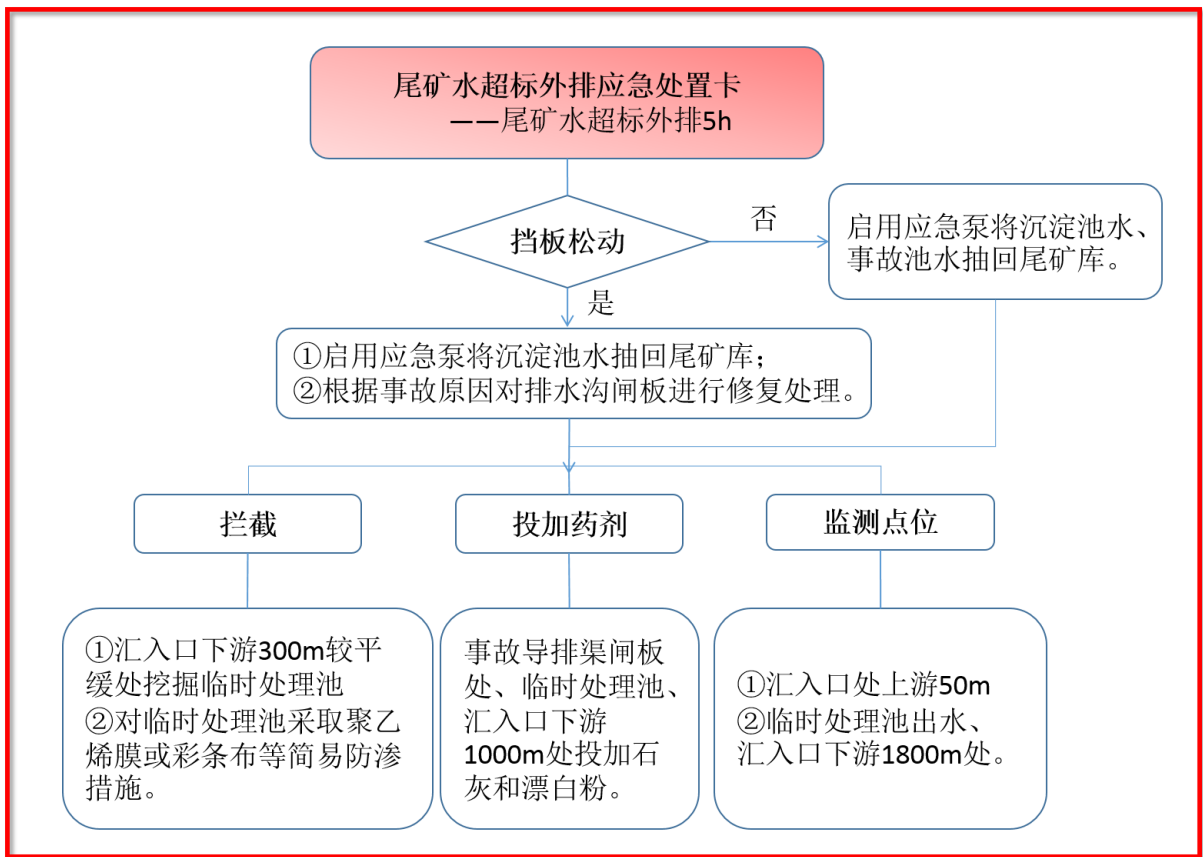 尾矿水超标外排应急处置卡
——尾矿水超标外排5h
挡板松动
否
启用应急泵将沉淀池水、
事故池水抽回尾矿库。
是
①启用应急泵将沉淀池水抽回尾矿库；
②根据事故原因对排水沟闸板进行修复处理。
拦截
投加药剂
监测点位
①汇入口下游300m较平
缓处挖掘临时处理池
②对临时处理池采取聚乙
烯膜或彩条布等简易防渗
措施。
事故导排渠闸板
处、临时处理池、
汇入口下游
1000m处投加石
灰和漂白粉。
①汇入口处上游50m
②临时处理池出水、
汇入口下游1800m处。